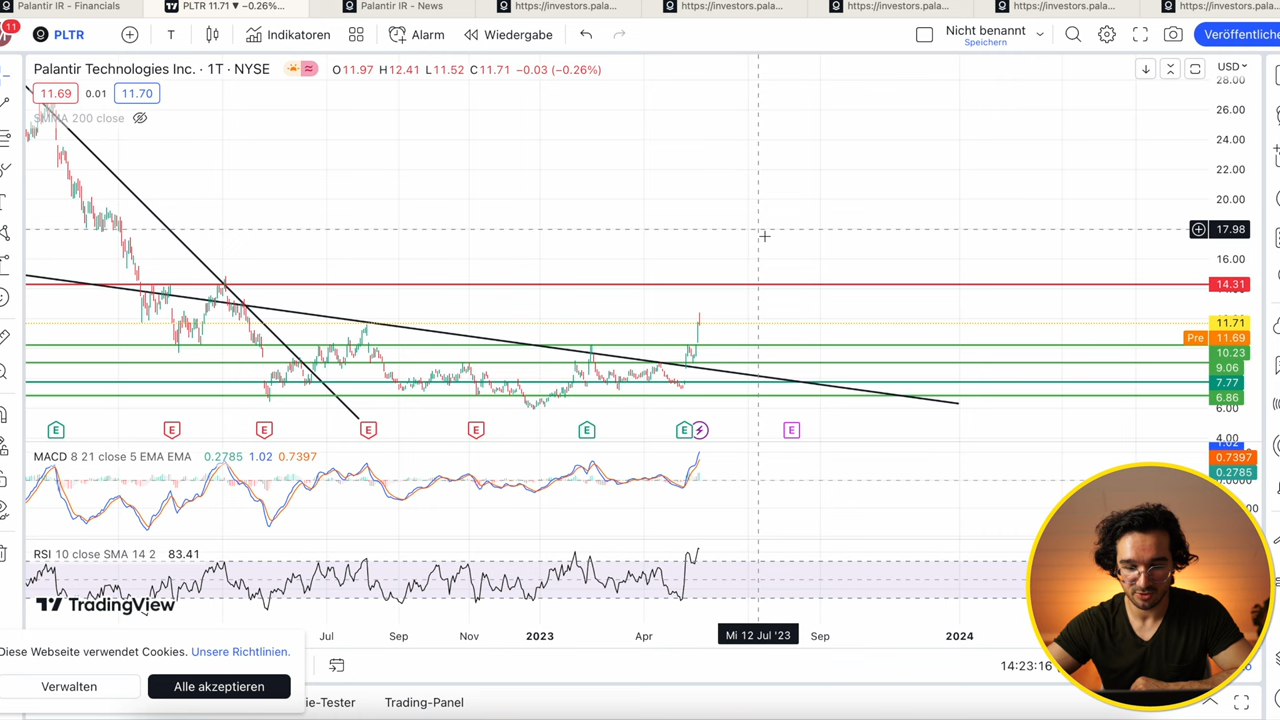 Palantir IR - Financials
PLTR 11.71 ▼ −0.26%...
Palantir IR - News
https://investors.pala...
https://investors.pala...
https://investors.pala...
https://investors.pala...
https://investors.pala...
11
PLTR
T
Indikatoren
Alarm
Wiedergabe
Nicht benannt
Speichern
Veröffentliche
Palantir Technologies Inc. · 1T · NYSE
O11.97 H12.41 L11.52 C11.71 −0.03 (−0.26%)
USD
28.00
11.69
0.01
11.70
SMMA 200 close
26.00
24.00
22.00
20.00
17.98
16.00
14.31
11.71
Pre
11.69
10.23
9.06
7.77
6.86
6.00
4.00
E
E
E
E
E
E
E
E
MACD 8 21 close 5 EMA EMA 0.2785 1.02 0.7397
1.02
0.7397
0.2785
RSI 10 close SMA 14 2 83.41
TradingView
Jul
Sep
Nov
2023
Apr
Mi 12 Jul '23
Sep
2024
Diese Webseite verwendet Cookies. Unsere Richtlinien.
14:23:16
Verwalten
Alle akzeptieren
ie-Tester
Trading-Panel